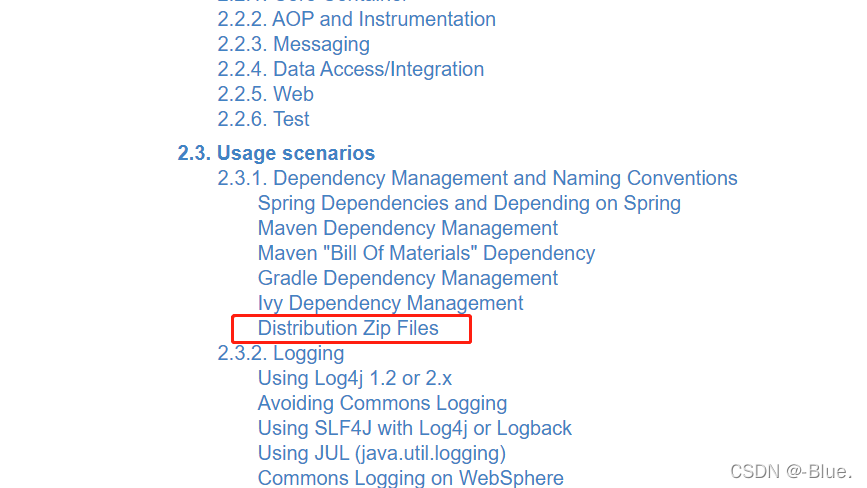 2.2.2. AOP and Instrumentation
2.2.3. Messaging
2.2.4. Data Access/Integration
2.2.5. Web
2.2.6. Test
2.3. Usage scenarios
2.3.1. Dependency Management and Naming Conventions
Spring Dependencies and Depending on Spring
Maven Dependency Management
Maven "Bill Of Materials" Dependency
Gradle Dependency Management
Ivy Dependency Management
Distribution Zip Files
2.3.2. Logging
Using Log4j 1.2 or 2.x
Avoiding Commons Logging
Using SLF4J with Log4j or Logback
Using JUL (java.util.logging)
Commons Logging on WebSphere
CSDN @-Blue.